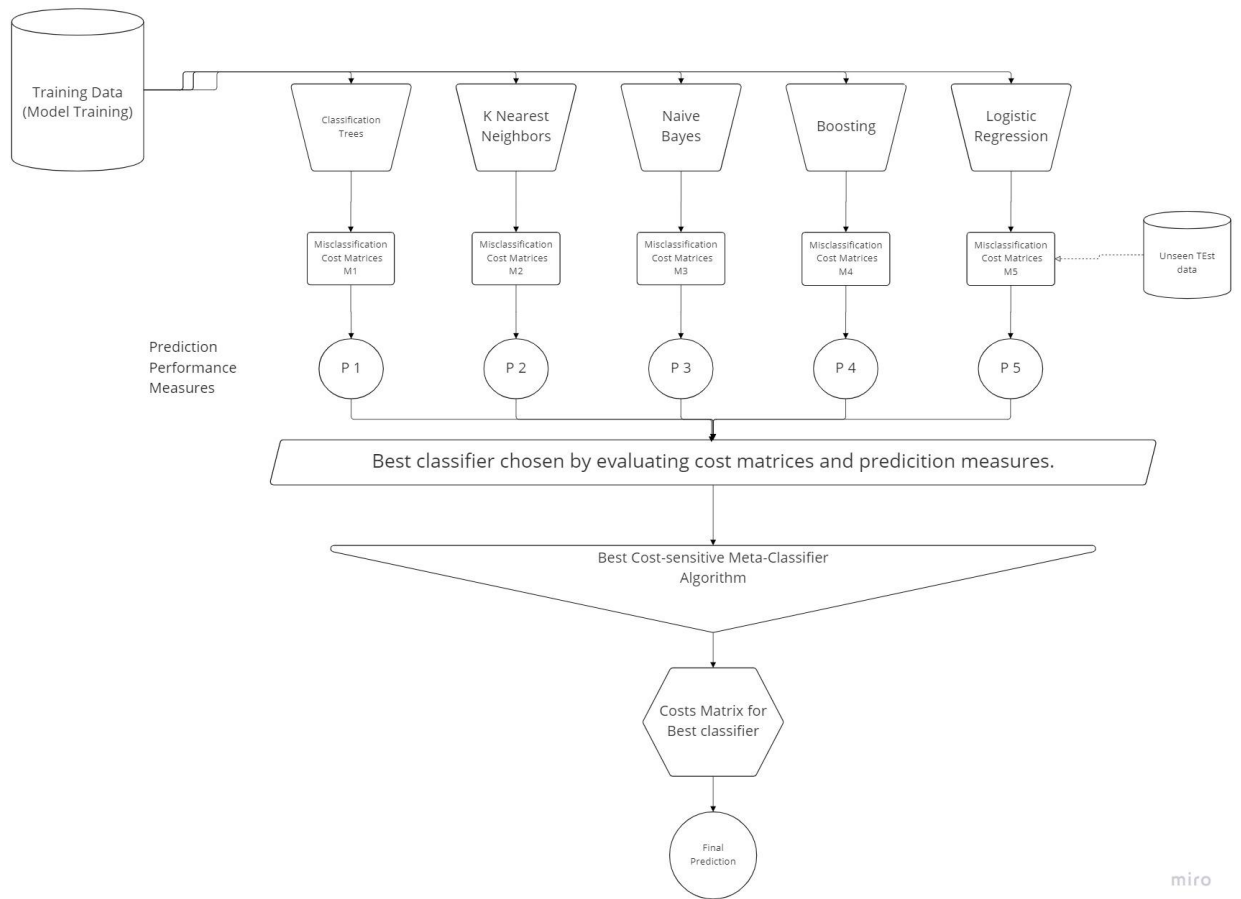 Training Data
(Model Training)
Classification
Trees
K Nearest
Neighbors
Naive
Bayes
Boosting
Logistic
Regression
Misclassification
Cost Matrices
M1
Misclassification
Cost Matrices
M2
Misclassification
Cost Matrices
M3
Misclassification
Cost Matrices
M4
Misclassification
Cost Matrices
M5
Unseen TEst
data
Prediction
Performance
Measures
P 1
P 2
P 3
P 4
P 5
Best classifier chosen by evaluating cost matrices and predicition measures.
Best Cost-sensitive Meta-Classifier
Algorithm
Costs Matrix for
Best classifier
Final
Prediction
miro